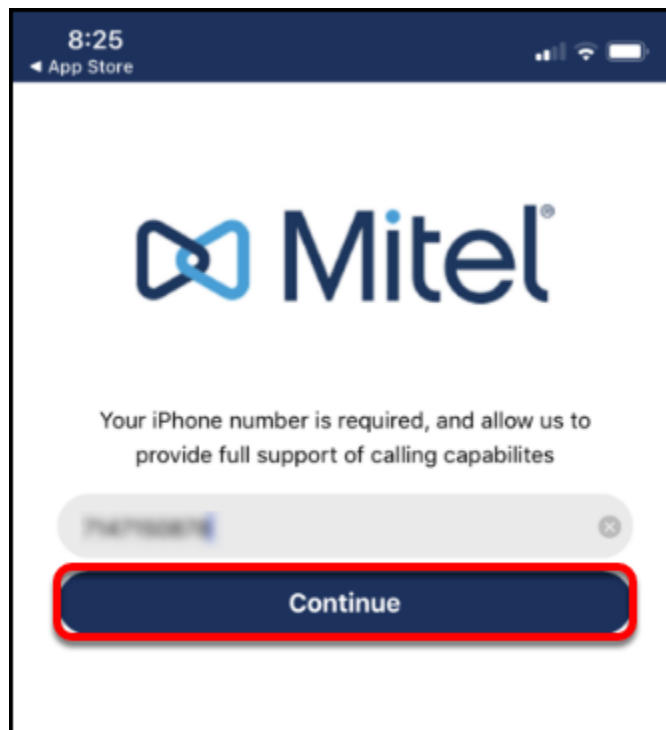 8:25
◄ App Store
Mitel®
Your iPhone number is required, and allow us to
provide full support of calling capabilites
Continue